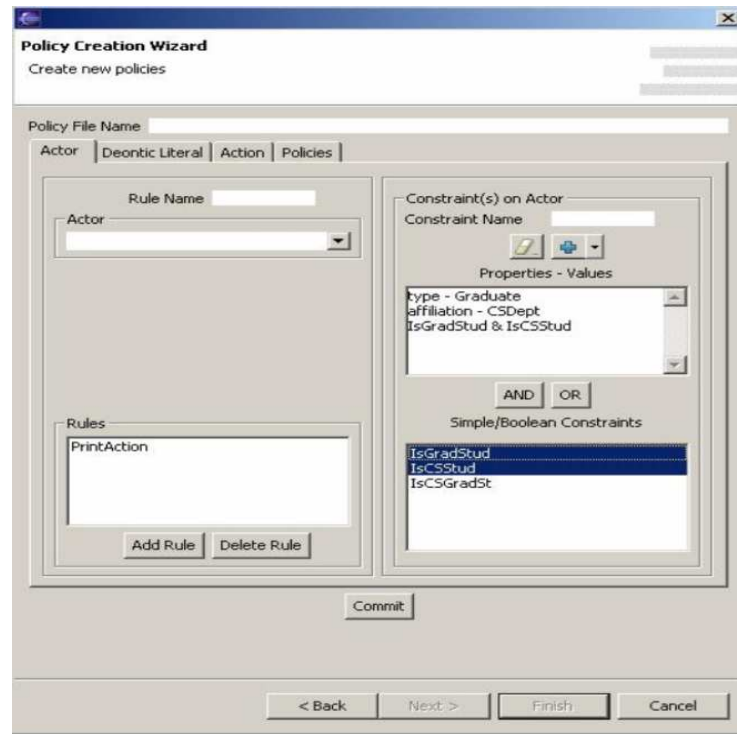 Policy Creation Wizard
Create new policies
Policy File Name
Actor Deontic Literal Action Policies
Rule Name
Actor
Constraint(s) on Actor
Constraint Name
Properties - Values
type - Graduate
affiliation - CSDept
IsGradStud & IsCSStud
AND OR
Simple/Boolean Constraints
IsGradStud
IsCSStud
IsCSGradSt
Rules
PrintAction
Add Rule Delete Rule
Commit
< Back Next > Finish Cancel